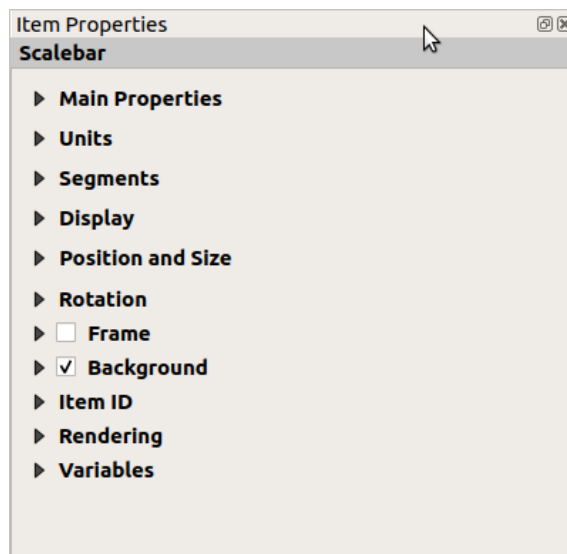 Item Properties
Scalebar
Main Properties
Units
Segments
Display
Position and Size
Rotation
Frame
Background
Item ID
Rendering
Variables